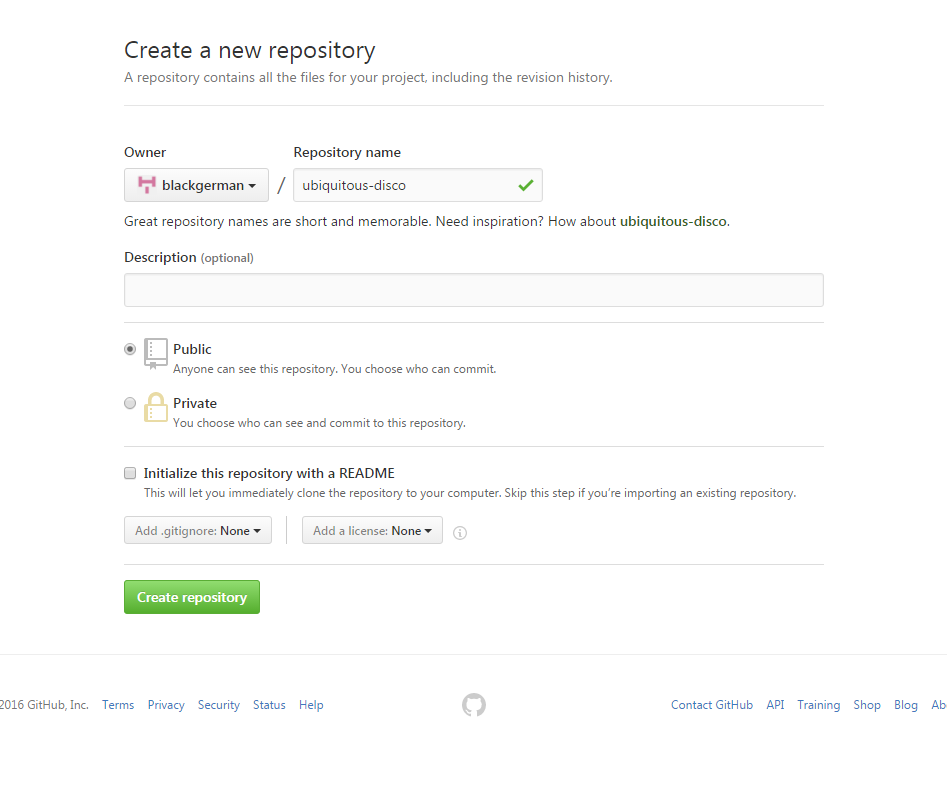 Create a new repository
A repository contains all the files for your project, including the revision history.
Owner Repository name
blackgerman / ubiquitous-disco
Great repository names are short and memorable. Need inspiration? How about ubiquitous-disco.
Description (optional)
Public
Anyone can see this repository. You choose who can commit.
Private
You choose who can see and commit to this repository.
Initialize this repository with a README
This will let you immediately clone the repository to your computer. Skip this step if you’re importing an existing repository.
Add .gitignore: None Add a license: None
Create repository
2016 GitHub, Inc. Terms Privacy Security Status Help Contact GitHub API Training Shop Blog Ab